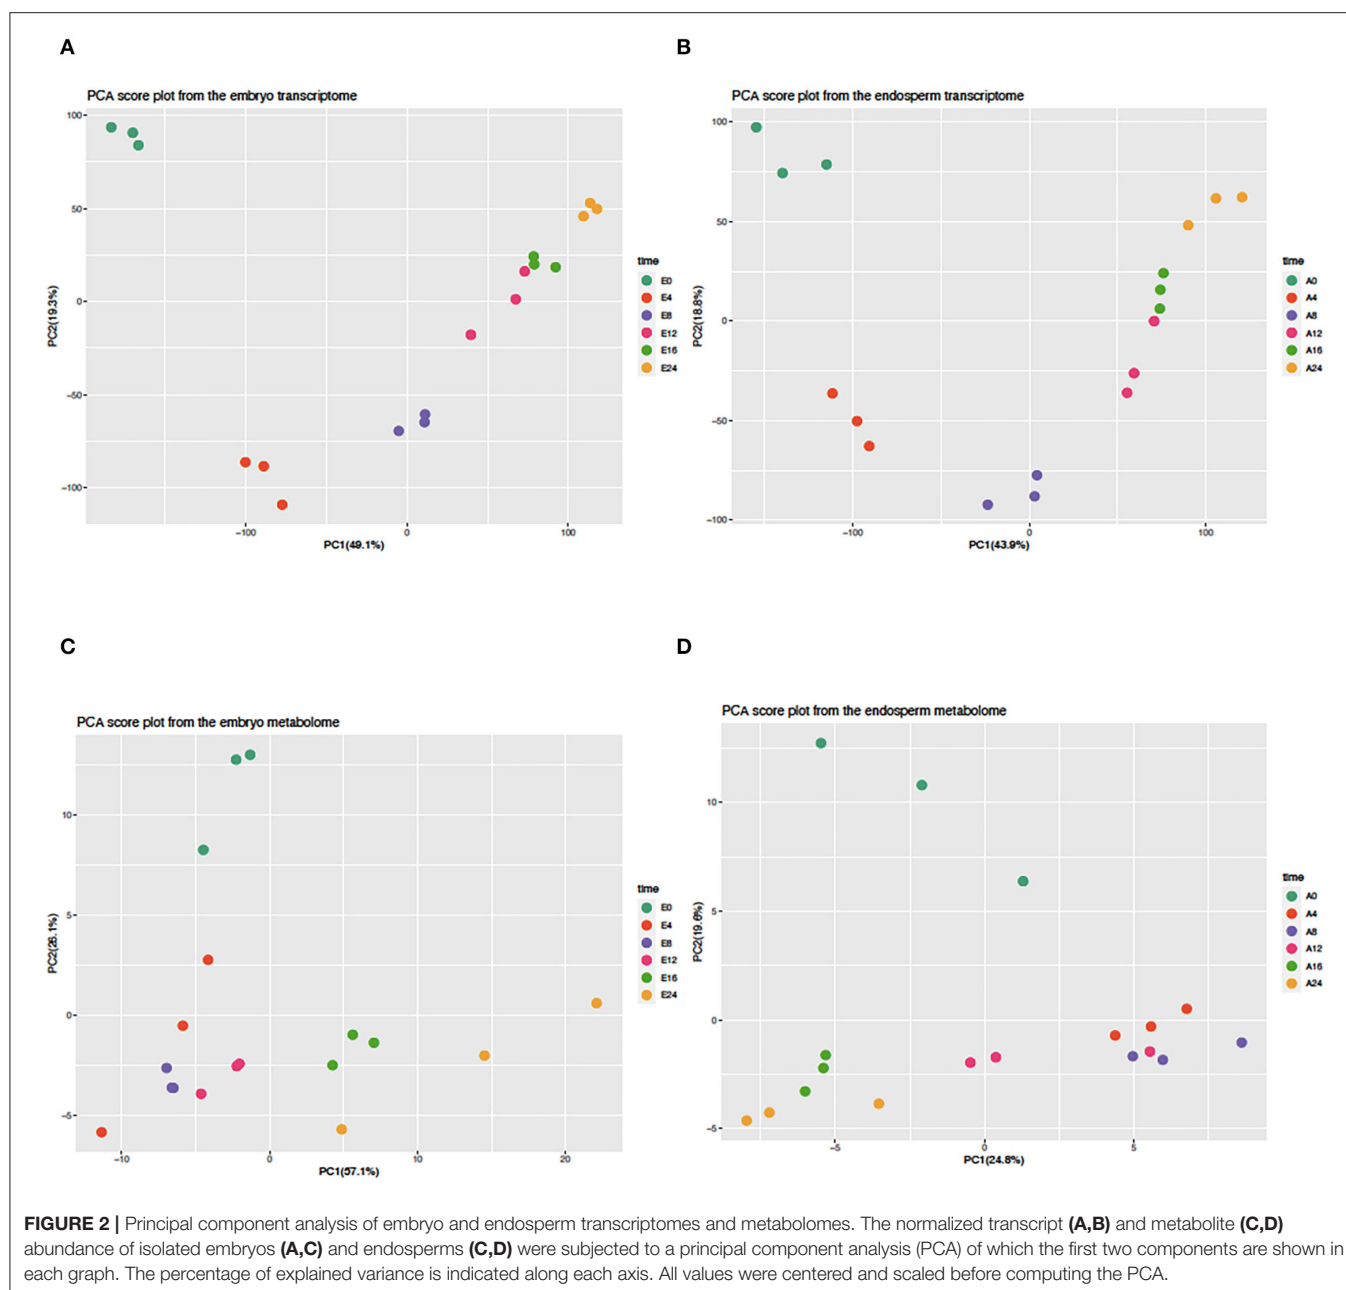 A
PCA score plot from the embryo transcriptome
100
50
0
−50
−100
PC2(19.3%)
−100
0
100
PC1(49.1%)
time
E0
E4
E8
E12
E16
E24
B
PCA score plot from the endosperm transcriptome
100
50
0
−50
−100
PC2(18.8%)
−100
0
100
PC1(43.9%)
time
A0
A4
A8
A12
A16
A24
C
PCA score plot from the embryo metabolome
10
5
0
−5
PC2(26.1%)
−10
0
10
20
PC1(57.1%)
time
E0
E4
E8
E12
E16
E24
D
PCA score plot from the endosperm metabolome
10
5
0
−5
PC2(19.6%)
−5
0
5
PC1(24.8%)
time
A0
A4
A8
A12
A16
A24
FIGURE 2 | Principal component analysis of embryo and endosperm transcriptomes and metabolomes. The normalized transcript (A,B) and metabolite (C,D)
abundance of isolated embryos (A,C) and endosperms (C,D) were subjected to a principal component analysis (PCA) of which the first two components are shown in
each graph. The percentage of explained variance is indicated along each axis. All values were centered and scaled before computing the PCA.